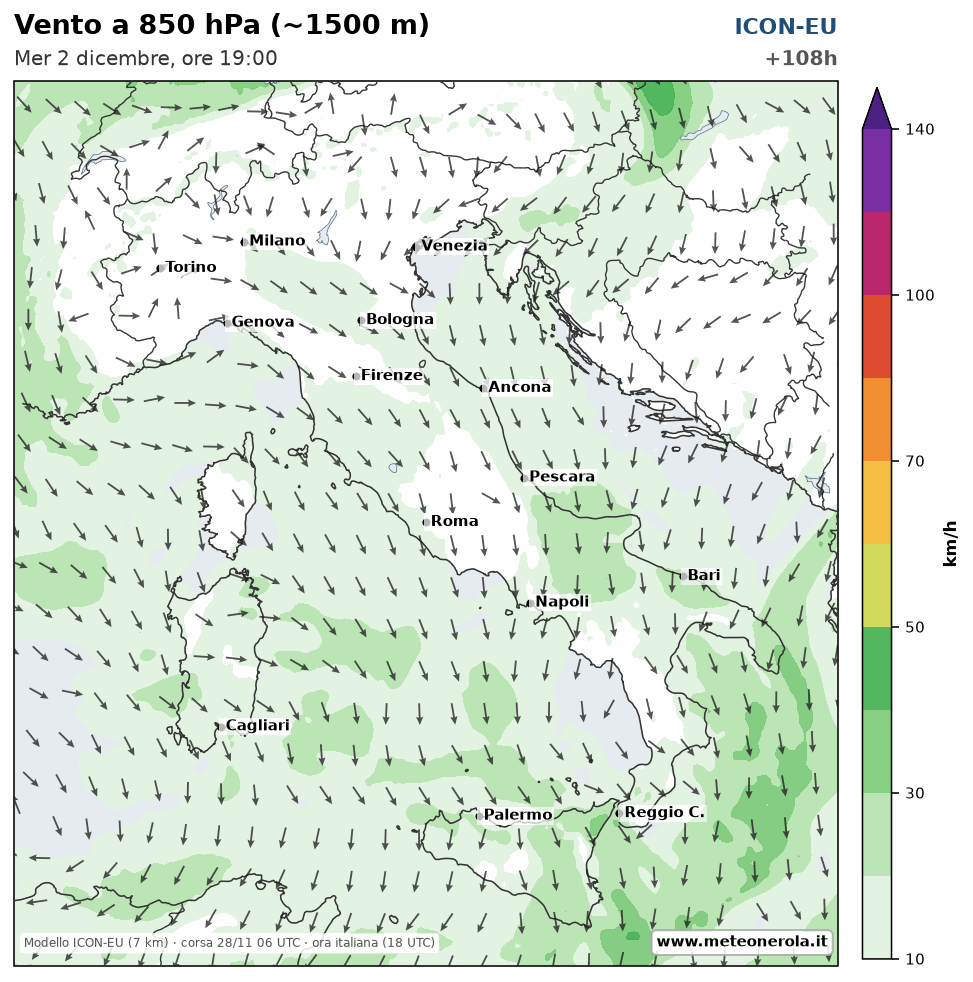 Vento a 850 hPa (~1500 m)
ICON-EU
Mer 2 dicembre, ore 19:00
+108h
140
100
70
50
30
10
km/h
Milano
Venezia
Torino
Genova
Bologna
Firenze
Ancona
Pescara
Roma
Bari
Napoli
Cagliari
Palermo
Reggio C.
Modello ICON-EU (7 km) · corsa 28/11 06 UTC · ora italiana (18 UTC)
www.meteonerola.it